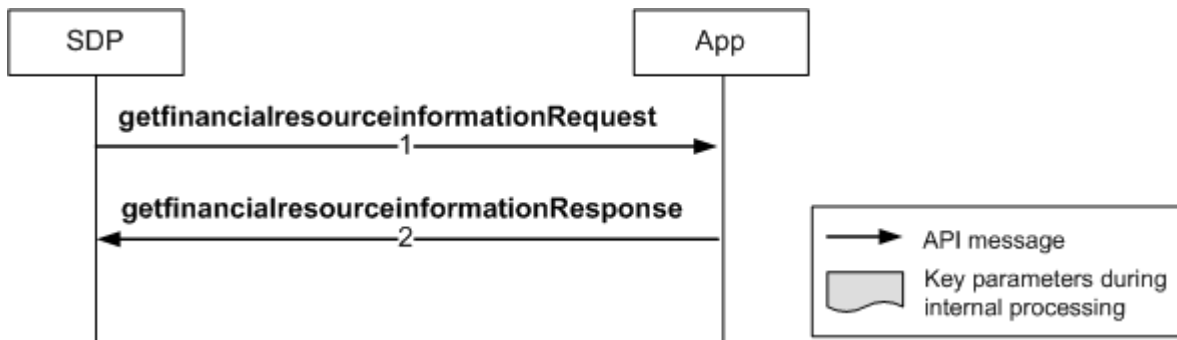 SDP
App
getfinancialresourceinformationRequest
1
getfinancialresourceinformationResponse
2
API message
Key parameters during
internal processing